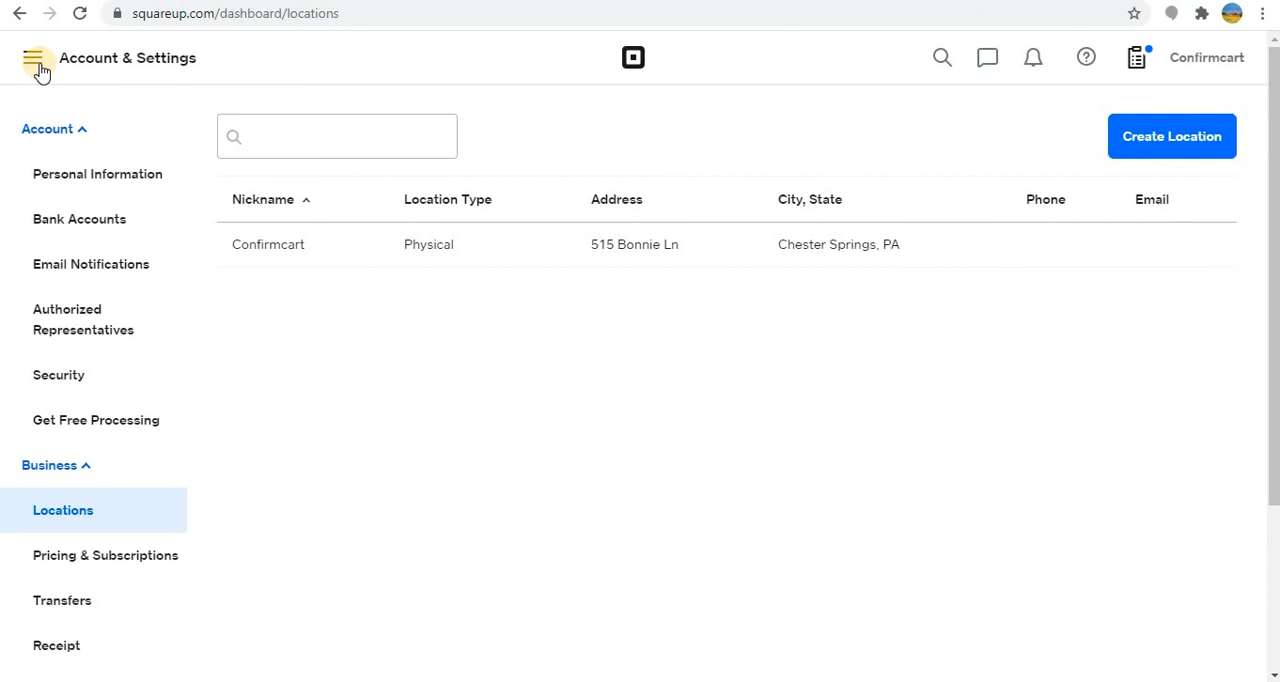 squareup.com/dashboard/locations
Account & Settings
Confirmcart
Account
Personal Information
Bank Accounts
Email Notifications
Authorized
Representatives
Security
Get Free Processing
Business
Locations
Pricing & Subscriptions
Transfers
Receipt
Create Location
Nickname Location Type Address City, State Phone Email
Confirmcart Physical 515 Bonnie Ln Chester Springs, PA